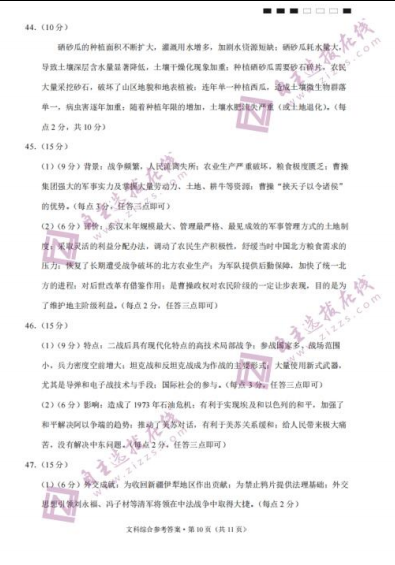 44.(10 分)
硒砂瓜的种植面积不断扩大，灌溉用水增多，加剧水资源短缺；硒砂瓜耗水量大，
导致土壤深层含水量显著降低，土壤干燥化现象加重；种植硒砂瓜需要砂石碎片，农民
大量采挖砂石，破坏了山区地貌和地表植被；连年单一种植西瓜，造成土壤微生物群落
单一，病虫害逐年加重；随着种植年限的增加，土壤水肥流失严重（或土地退化）。（每
点 2 分，共 10 分）
45.(15 分)
(1)(9 分) 背景：战争频繁，人民流离失所；农业生产严重破坏，粮食极度匮乏；曹操
集团强大的军事实力及掌握大量劳动力、土地、耕牛等资源；曹操“挟天子以令诸侯”
的优势。（每点 3 分，任答三点即可）
(2)(6 分) 评价：东汉末年规模最大、管理最严格、最见成效的军事管理方式的土地制
度；采取灵活的利益分配办法，调动了农民生产积极性，舒缓当时中国北方粮食需求的
压力；恢复了长期遭受战争破坏的北方农业生产；为军队提供后勤保障，加快了统一北
方的进程；对后世改革有借鉴作用；是曹操政权对农民阶级的一定让步表现，目的是为
了维护地主阶级利益。（每点 2 分，任答三点即可）
46.(15 分)
(1)(9 分) 特点：二战后具有现代化特点的高技术局部战争；参战国家多、战场范围
小，兵力密度空前增大；坦克战和反坦克战成为作战的主要形式；大量使用新式武器，
尤其是导弹和电子战技术与手段；国际社会的参与。（每点 3 分，任答三点即可）
(2)(6 分) 影响：造成了 1973 年石油危机；有利于实现埃及和以色列的和平，加强了
和平解决阿以争端的趋势；推动了美苏对话，有利于美苏关系缓和；给人民带来极大痛
苦，没有解决中东问题。（每点 2 分，任答三点即可）
47.(15 分)
(1)(6 分) 外交成就：为收回新疆伊犁地区作出贡献；为禁止鸦片提供法理基础；外交
思想引领刘永福、冯子材等清军将领在中法战争中取得大捷。（每点 2 分）
文科综合参考答案·第 10 页（共 11 页）
自主选拔在线
www.zizzs.com